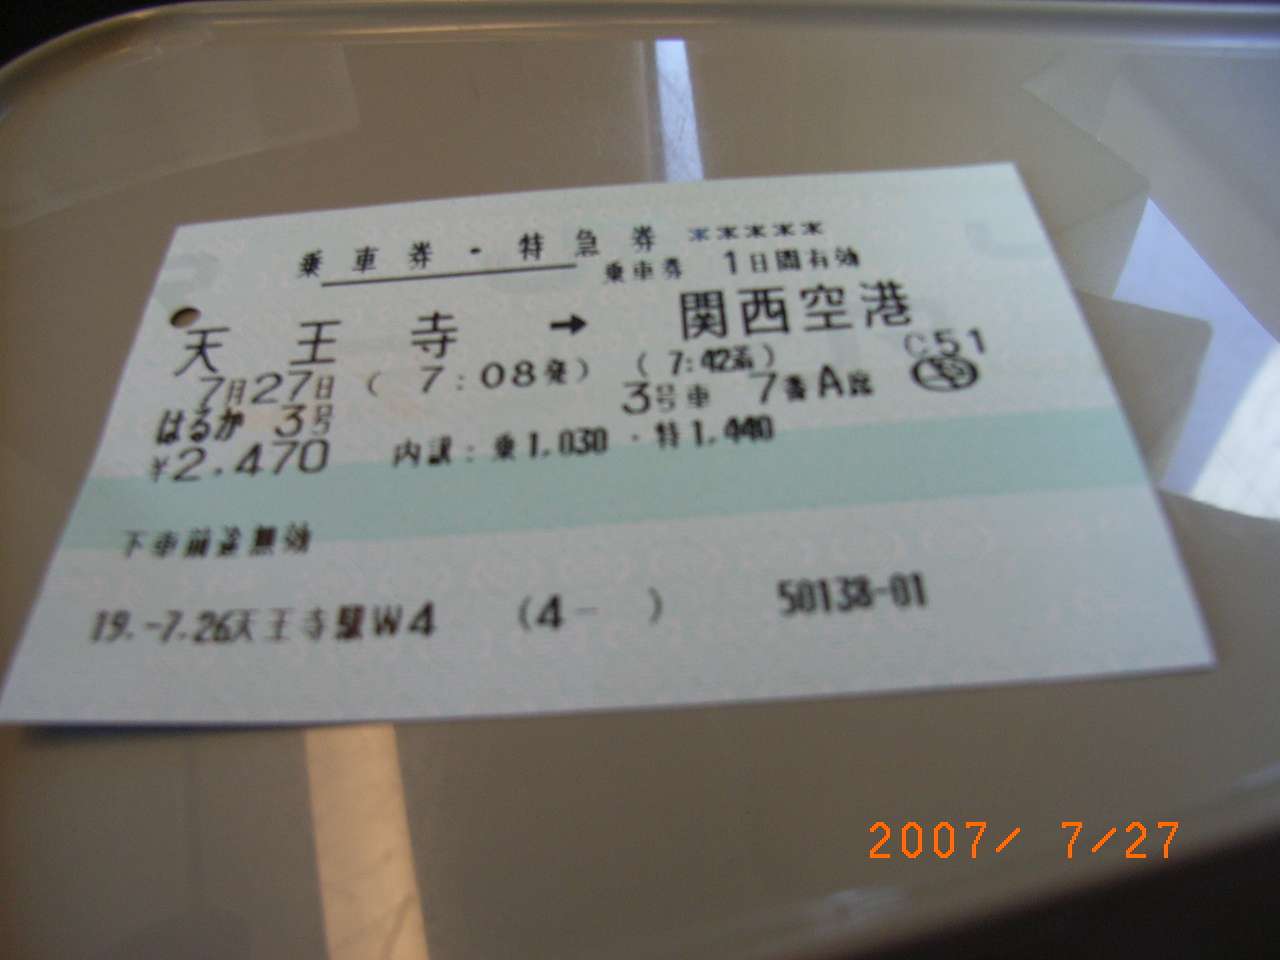 乗車券・特急券 *****
乗車券 1日間有効
天王寺 → 関西空港
7月27日 ( 7:08発) ( 7:42着) C51
はるか 3号 3号車 7番A席
¥2,470 内訳:乗1,030・特1,440
下車前途無効
19.-7.26天王寺駅W4 (4- ) 50138-01
2007/ 7/27